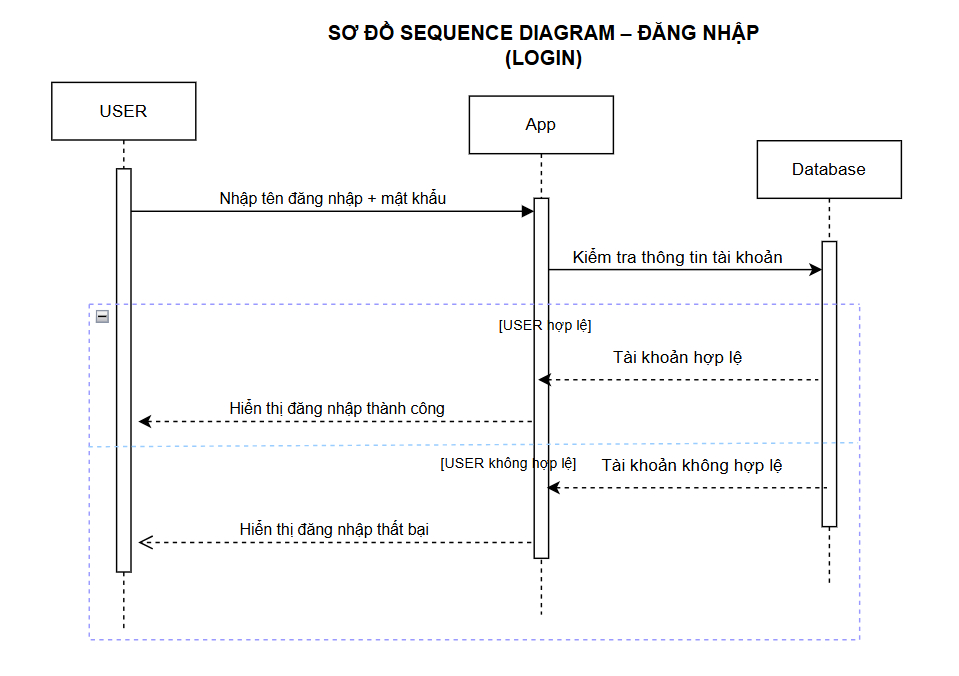 SƠ ĐỒ SEQUENCE DIAGRAM – ĐĂNG NHẬP
(LOGIN)
USER
App
Database
Nhập tên đăng nhập + mật khẩu
Kiểm tra thông tin tài khoản
[USER hợp lệ]
Tài khoản hợp lệ
Hiển thị đăng nhập thành công
[USER không hợp lệ]
Tài khoản không hợp lệ
Hiển thị đăng nhập thất bại